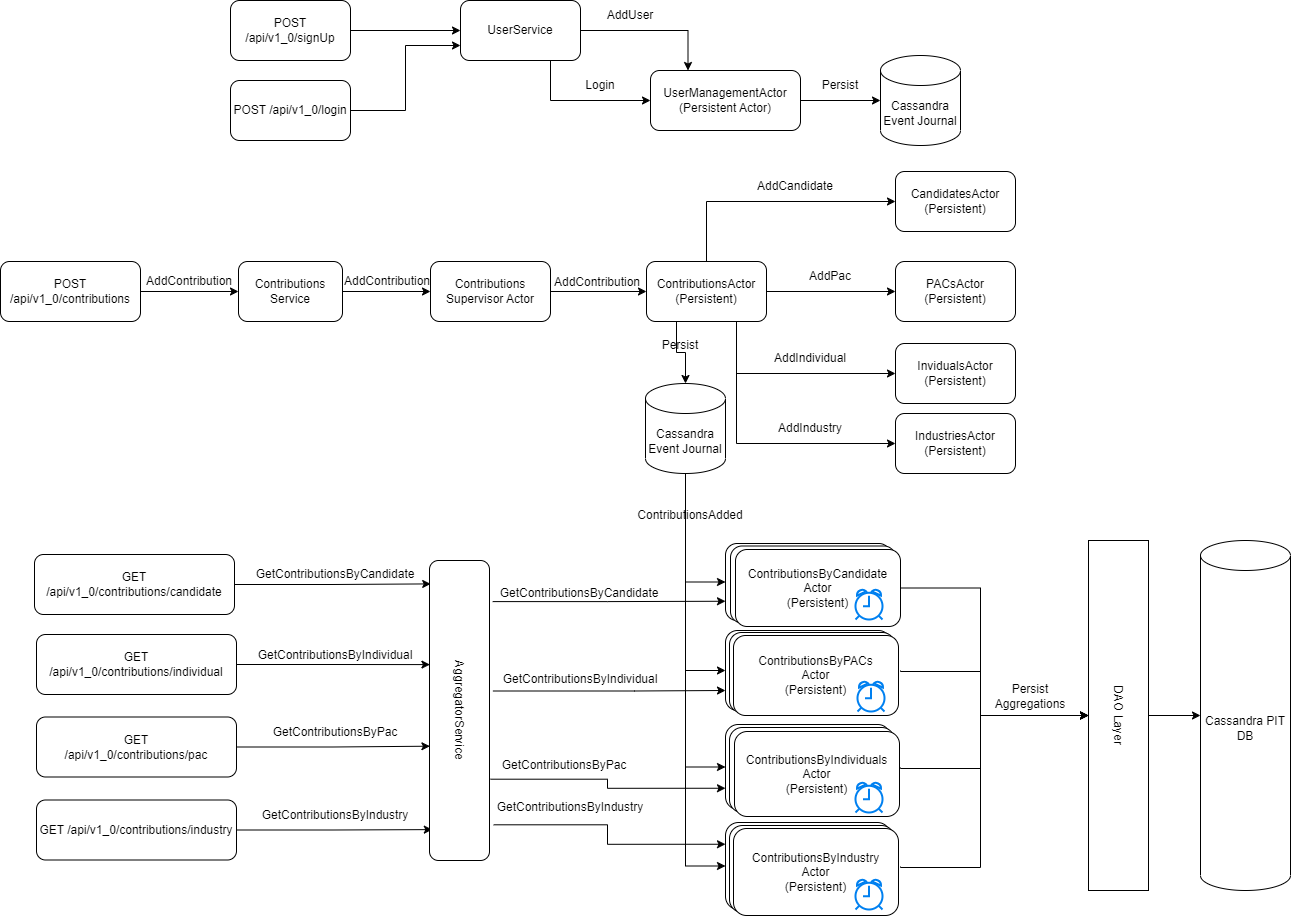 POST
/api/v1_0/signUp
UserService
AddUser
POST /api/v1_0/login
Login
UserManagementActor
(Persistent Actor)
Persist
Cassandra
Event Journal
AddCandidate
CandidatesActor
(Persistent)
POST
/api/v1_0/contributions
AddContribution
Contributions
Service
AddContribution
Contributions
Supervisor Actor
AddContribution
ContributionsActor
(Persistent)
AddPac
PACsActor
(Persistent)
Persist
AddIndividual
InvidualsActor
(Persistent)
AddIndustry
IndustriesActor
(Persistent)
Cassandra
Event Journal
ContributionsAdded
GET
/api/v1_0/contributions/candidate
GetContributionsByCandidate
GET
/api/v1_0/contributions/individual
GetContributionsByIndividual
GET
/api/v1_0/contributions/pac
GetContributionsByPac
GET /api/v1_0/contributions/industry
GetContributionsByIndustry
AggregatorService
GetContributionsByCandidate
GetContributionsByIndividual
GetContributionsByPac
GetContributionsByIndustry
ContributionsByCandidate
Actor
(Persistent)
ContributionsByPACs
Actor
(Persistent)
ContributionsByIndividuals
Actor
(Persistent)
ContributionsByIndustry
Actor
(Persistent)
Persist
Aggregations
DAO Layer
Cassandra PIT
DB